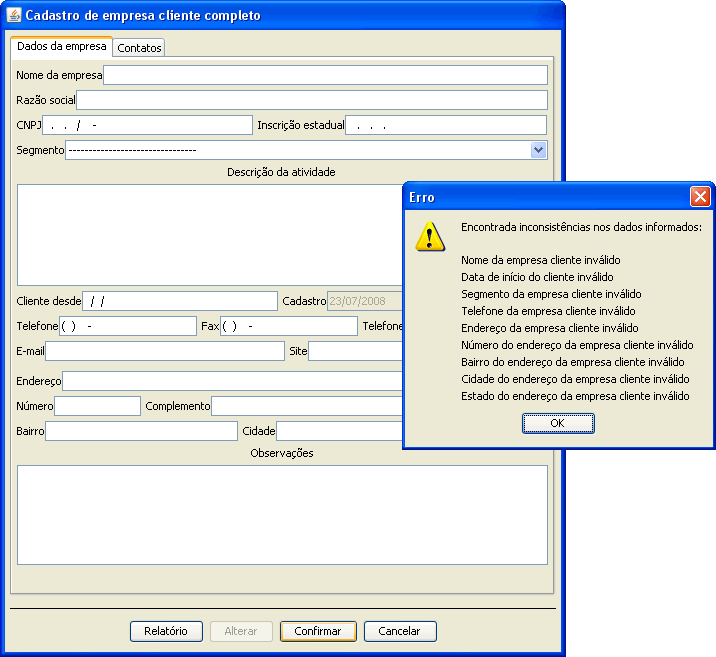 Cadastro de empresa cliente completo
Dados da empresa Contatos
Nome da empresa
Razão social
CNPJ . . / - Inscrição estadual . . .
Segmento --------------------------------
Descrição da atividade
Cliente desde / / Cadastro 23/07/2008
Telefone ( ) - Fax ( ) - Telefone
E-mail Site
Endereço
Número Complemento
Bairro Cidade
Observações
Relatório Alterar Confirmar Cancelar
Erro
Encontrada inconsistências nos dados informados:
Nome da empresa cliente inválido
Data de início do cliente inválido
Segmento da empresa cliente inválido
Telefone da empresa cliente inválido
Endereço da empresa cliente inválido
Número do endereço da empresa cliente inválido
Bairro do endereço da empresa cliente inválido
Cidade do endereço da empresa cliente inválido
Estado do endereço da empresa cliente inválido
OK